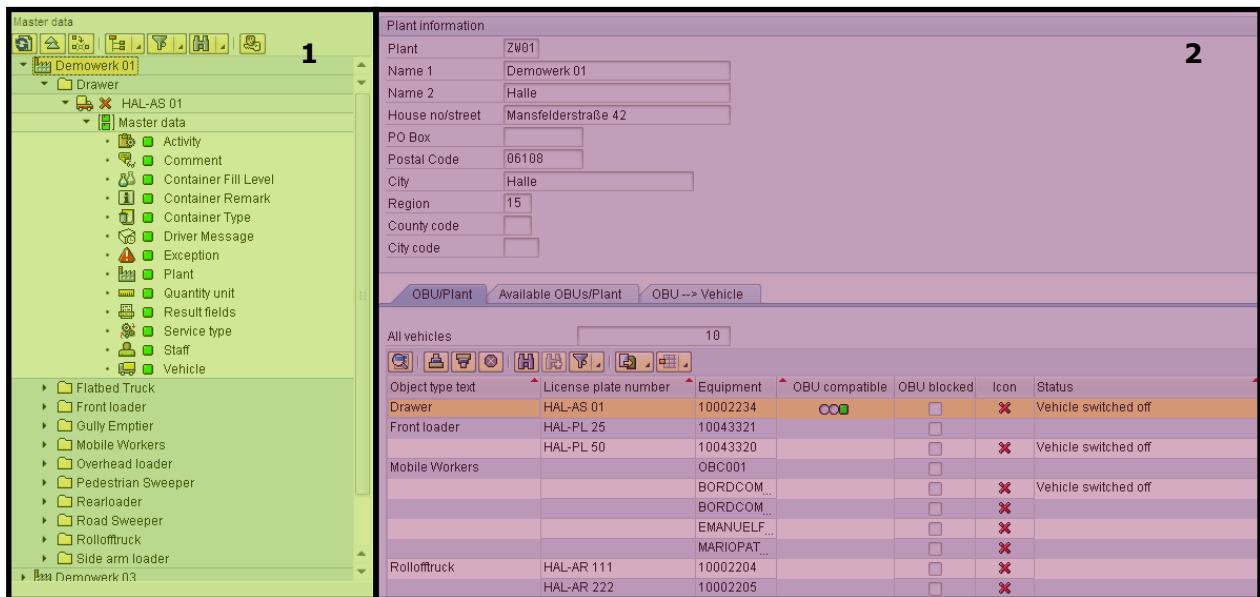 Master data
1
Demowerk 01
Drawer
HAL-AS 01
Master data
Activity
Comment
Container Fill Level
Container Remark
Container Type
Driver Message
Exception
Plant
Quantity unit
Result fields
Service type
Staff
Vehicle
Flatbed Truck
Front loader
Gully Emptier
Mobile Workers
Overhead loader
Pedestrian Sweeper
Rearloader
Road Sweeper
Rollofftruck
Side arm loader
Demowerk 03
Plant information
2
Plant ZW01
Name 1 Demowerk 01
Name 2 Halle
House no/street Mansfelderstraße 42
PO Box
Postal Code 06108
City Halle
Region 15
County code
City code
OBU/Plant Available OBUs/Plant OBU --> Vehicle
All vehicles 10
Object type text License plate number Equipment OBU compatible OBU blocked Icon Status
Drawer HAL-AS 01 10002234 Vehicle switched off
Front loader HAL-PL 25 10043321
HAL-PL 50 10043320 Vehicle switched off
Mobile Workers OBC001
BORDCOM... Vehicle switched off
BORDCOM...
EMANUELF...
MARIOPAT...
Rollofftruck HAL-AR 111 10002204
HAL-AR 222 10002205